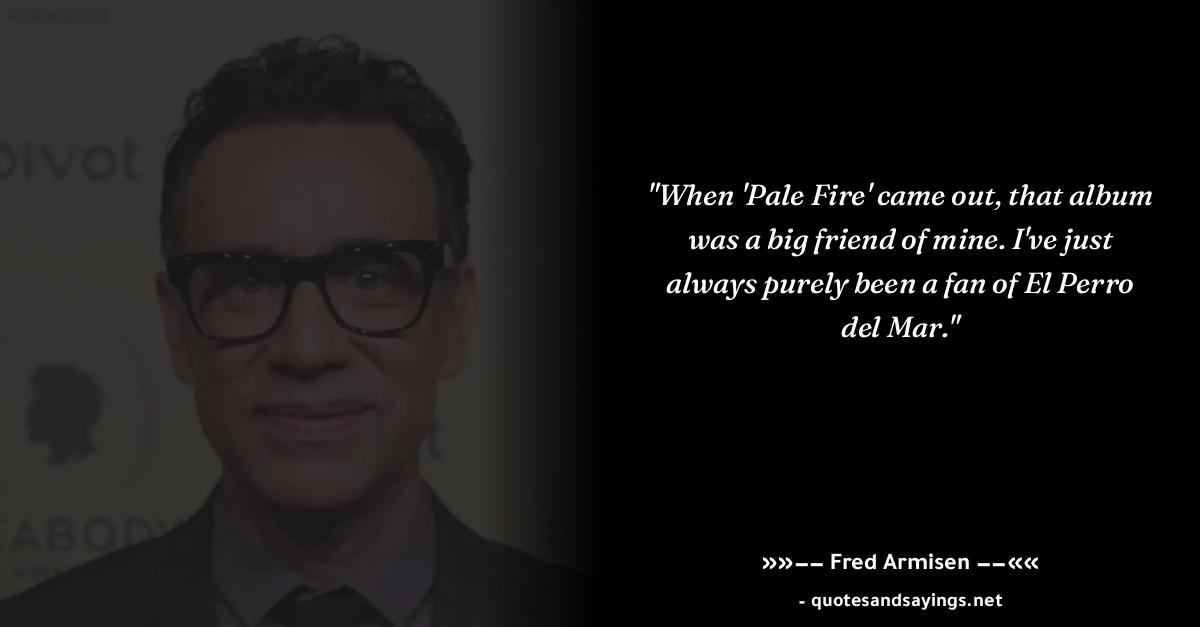 AWARDS
pivot
"When 'Pale Fire' came out, that album
was a big friend of mine. I've just
always purely been a fan of El Perro
del Mar."
t
EABODY
AWA
»»–– Fred Armisen ––««
- quotesandsayings.net